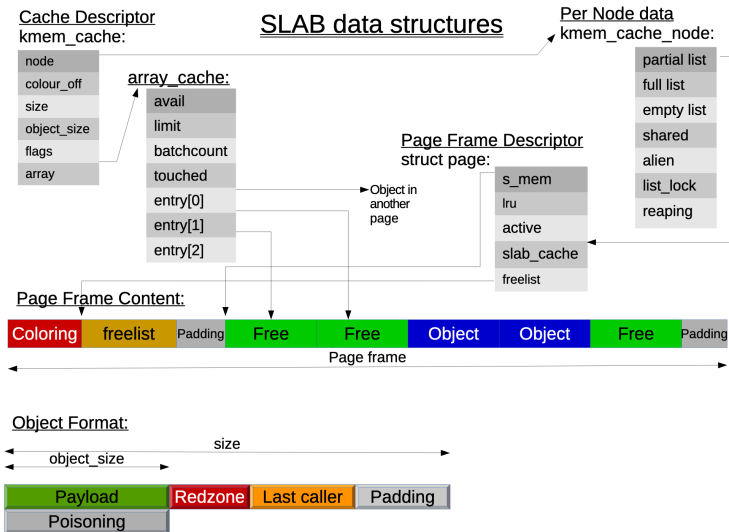 SLAB data structures
Cache Descriptor
kmem_cache:
node
colour_off
size
object_size
flags
array
array_cache:
avail
limit
batchcount
touched
entry[0]
entry[1]
entry[2]
Object in
another
page
Page Frame Descriptor
struct page:
s_mem
lru
active
slab_cache
freelist
Per Node data
kmem_cache_node:
partial list
full list
empty list
shared
alien
list_lock
reaping
Page Frame Content:
Coloring freelist Padding Free Free Object Object Free Padding
Page frame
Object Format:
size
object_size
Payload Redzone Last caller Padding
Poisoning